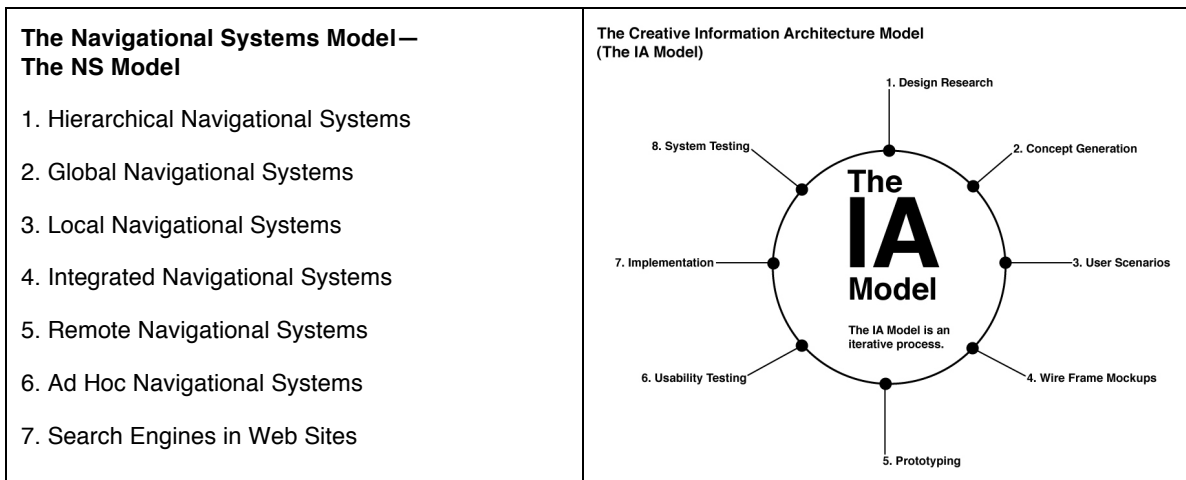 The Navigational Systems Model—
The NS Model
1. Hierarchical Navigational Systems
2. Global Navigational Systems
3. Local Navigational Systems
4. Integrated Navigational Systems
5. Remote Navigational Systems
6. Ad Hoc Navigational Systems
7. Search Engines in Web Sites
The Creative Information Architecture Model
(The IA Model)
1. Design Research
2. Concept Generation
3. User Scenarios
4. Wire Frame Mockups
5. Prototyping
6. Usability Testing
7. Implementation
8. System Testing
The
IA
Model
The IA Model is an
iterative process.